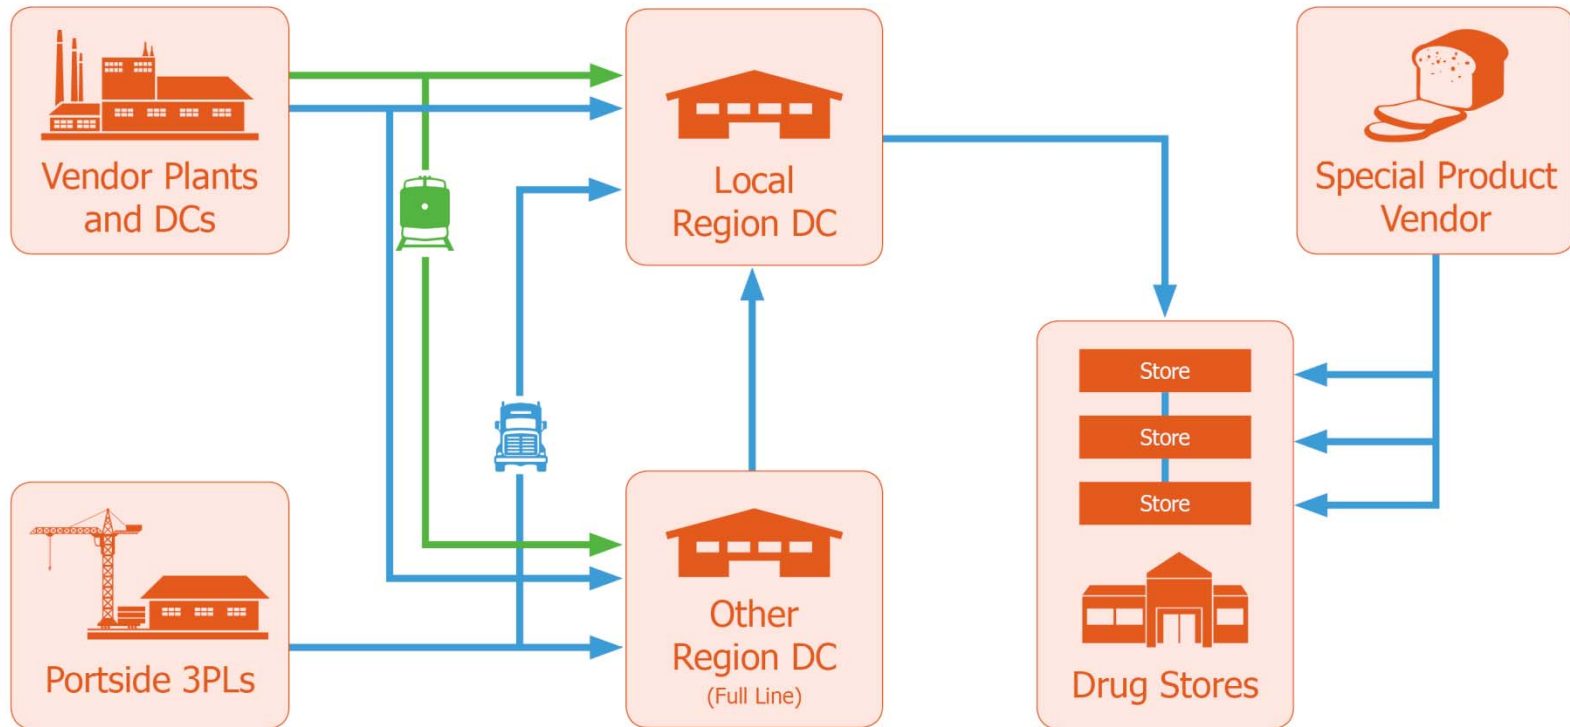 Vendor Plants
and DCs
Local
Region DC
Special Product
Vendor
Store
Store
Store
Drug Stores
Portside 3PLs
Other
Region DC
(Full Line)